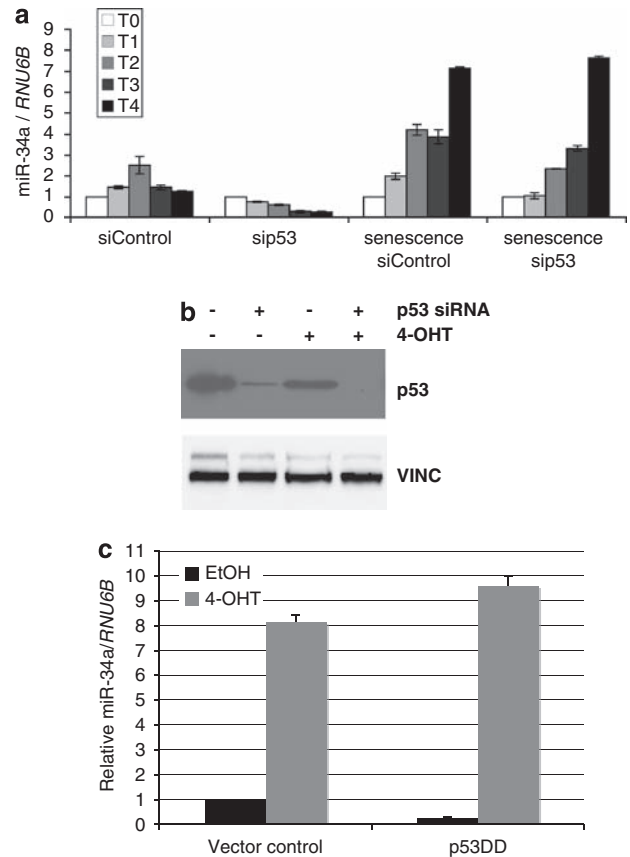 a
T0
T1
T2
T3
T4
9
8
7
6
5
4
3
2
1
0
miR-34a / RNU6B
siControl
sip53
senescence siControl
senescence sip53
b
- + - + p53 siRNA
- - + + 4-OHT
p53
VINC
c
EtOH
4-OHT
11
10
9
8
7
6
5
4
3
2
1
0
Relative miR-34a/RNU6B
Vector control
p53DD